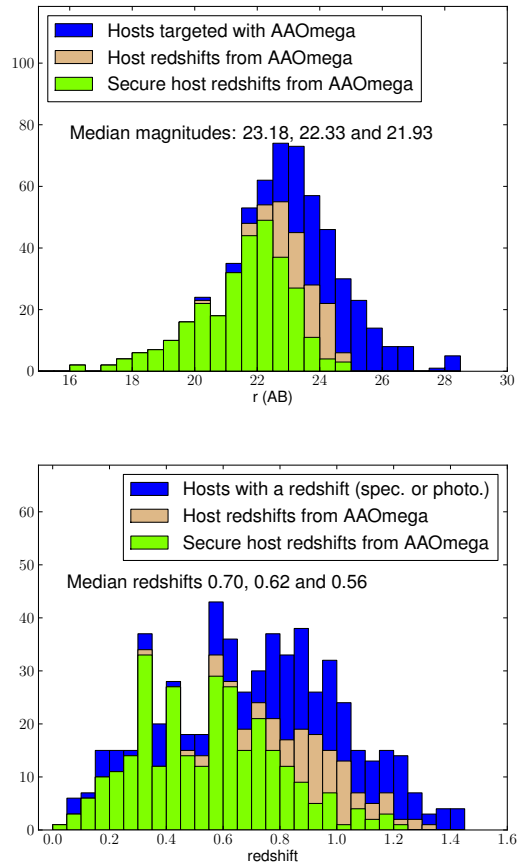 Hosts targeted with AAOmega
Host redshifts from AAOmega
Secure host redshifts from AAOmega
Median magnitudes: 23.18, 22.33 and 21.93
100
80
60
40
20
0
16 18 20 22 24 26 28 30
r (AB)
Hosts with a redshift (spec. or photo.)
Host redshifts from AAOmega
Secure host redshifts from AAOmega
Median redshifts 0.70, 0.62 and 0.56
60
50
40
30
20
10
0
0.0 0.2 0.4 0.6 0.8 1.0 1.2 1.4 1.6
redshift